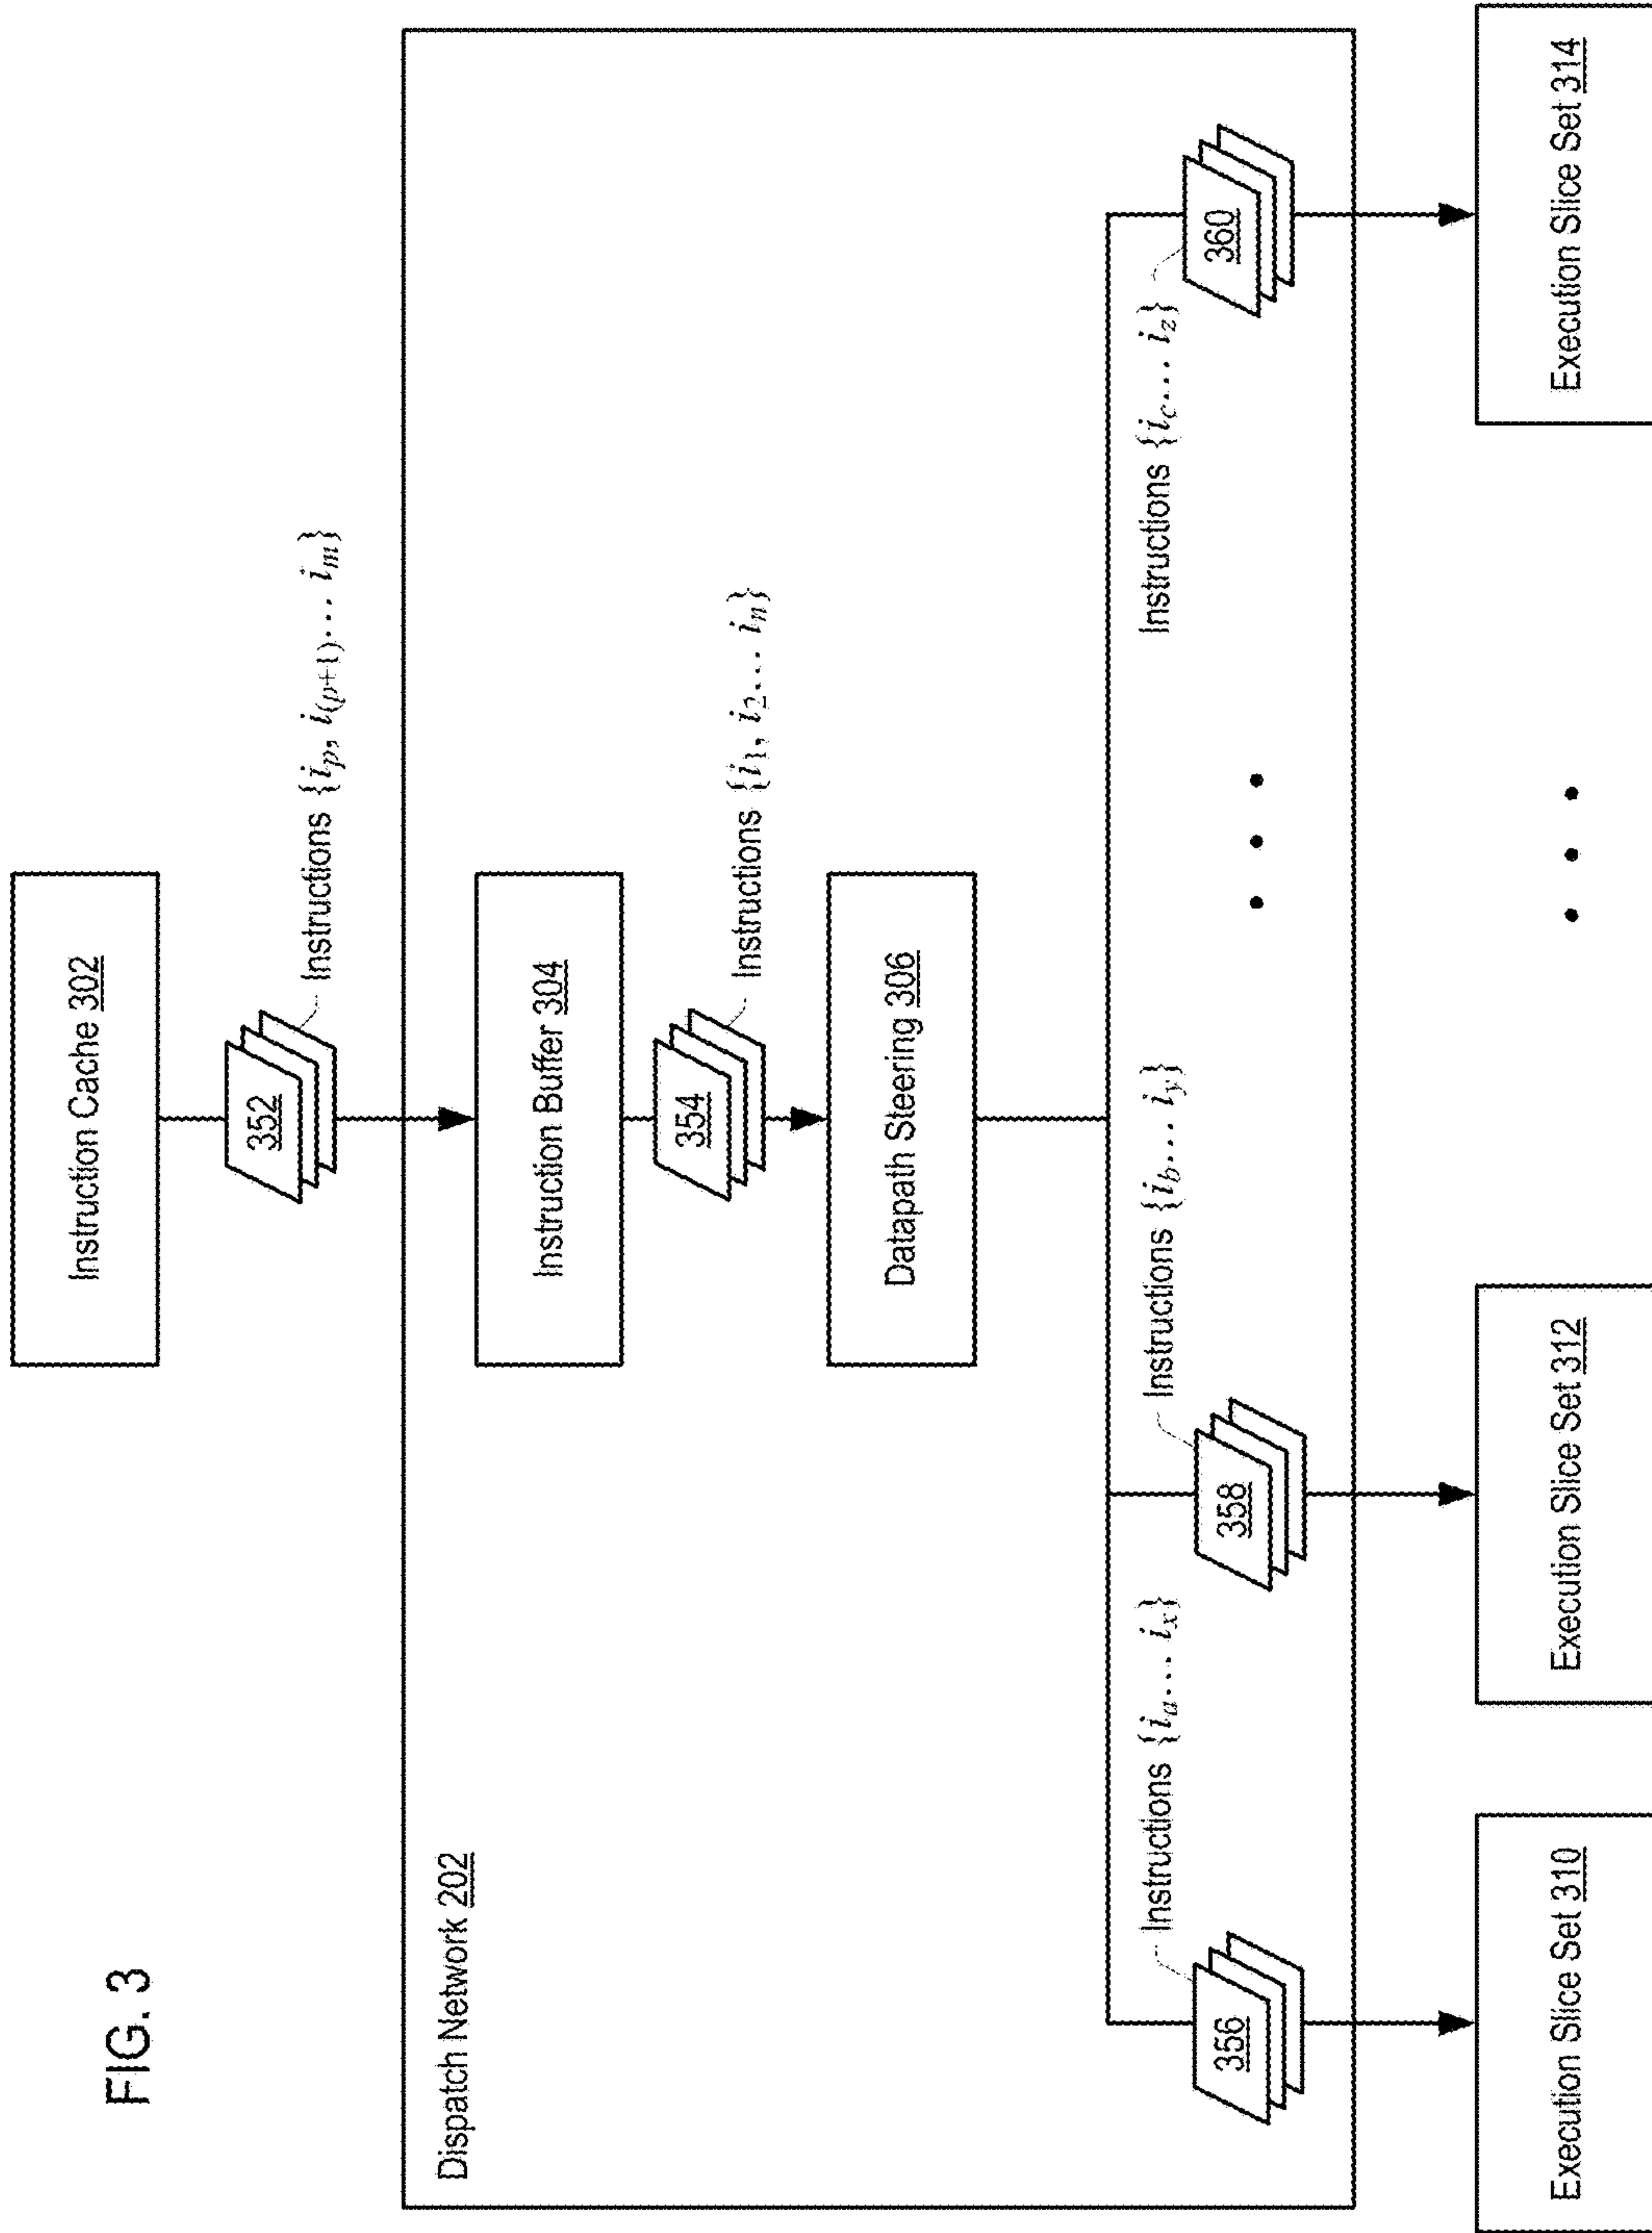 FIG. 3
Instruction Cache 302
352
Instructions {i_p, i_(p+1)... i_m}
Dispatch Network 202
Instruction Buffer 304
354
Instructions {i_1, i_2... i_n}
Datapath Steering 306
Instructions {i_a... i_x}
Instructions {i_b... i_y}
Instructions {i_c... i_z}
356
358
• • •
360
Execution Slice Set 310
Execution Slice Set 312
• • •
Execution Slice Set 314